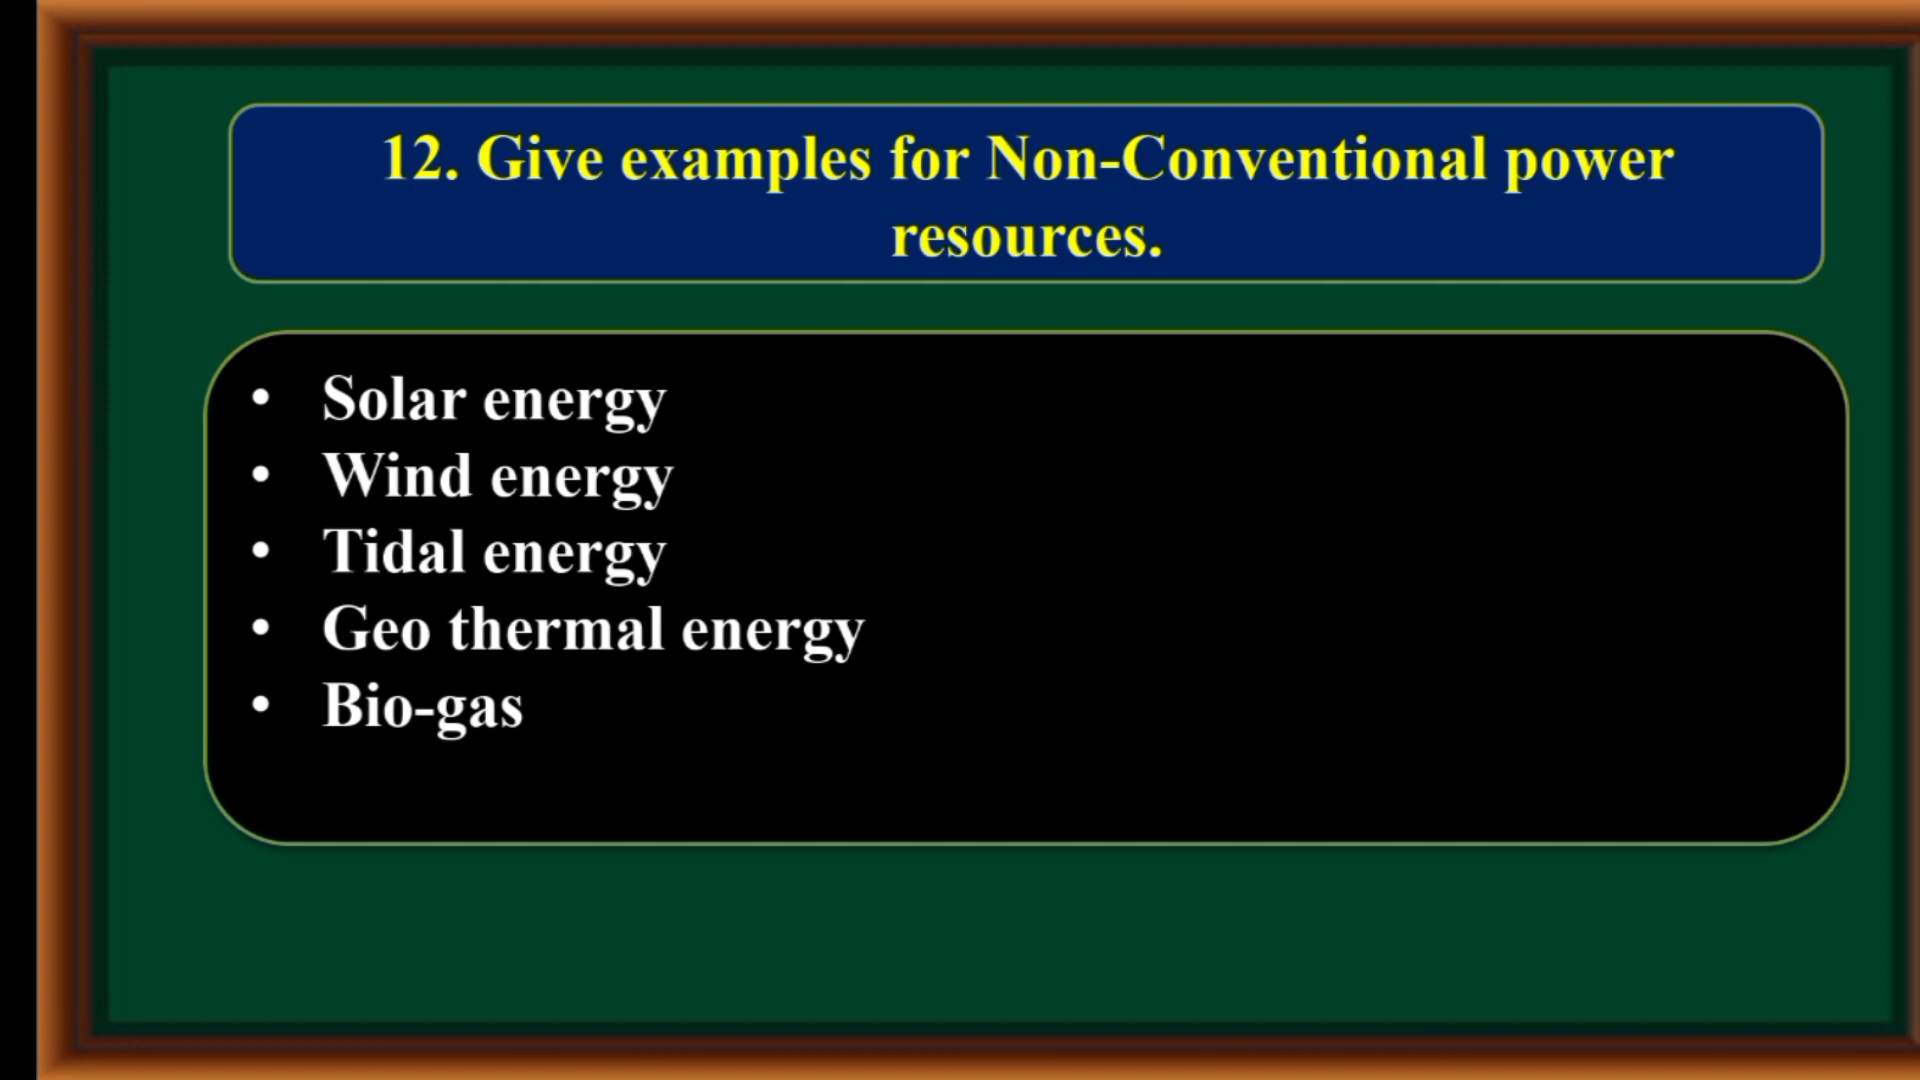 12. Give examples for Non-Conventional power
resources.
• Solar energy
• Wind energy
• Tidal energy
• Geo thermal energy
• Bio-gas